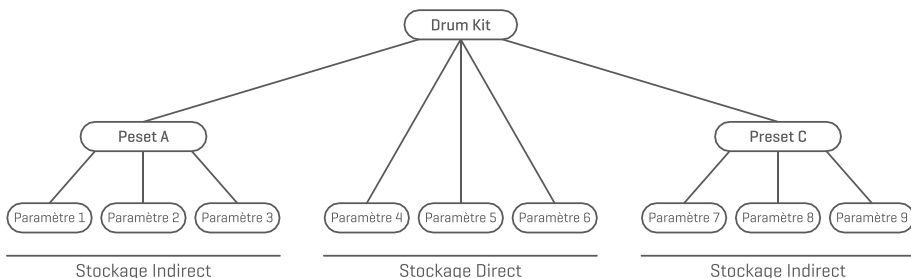 Drum Kit
Peset A
Preset C
Paramètre 1
Paramètre 2
Paramètre 3
Paramètre 4
Paramètre 5
Paramètre 6
Paramètre 7
Paramètre 8
Paramètre 9
Stockage Indirect
Stockage Direct
Stockage Indirect